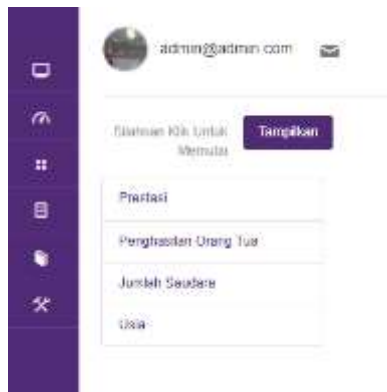 admin@admin.com
Silahkan Klik Untuk
Memulai
Tampilkan
Prestasi
Penghasilan Orang Tua
Jumlah Saudara
Usia